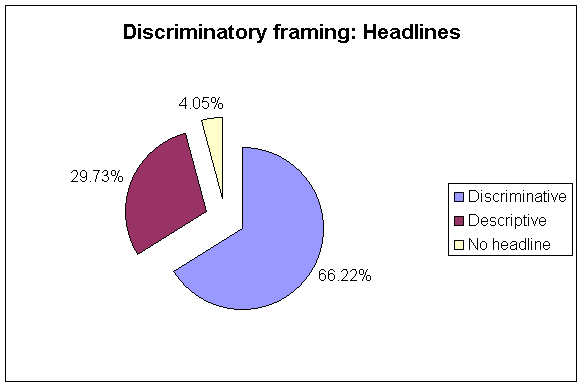 Discriminatory framing: Headlines
4.05%
29.73%
66.22%
Discriminative
Descriptive
No headline